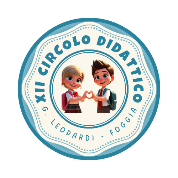 XII CIRCOLO DIDATTICO
G. LEOPARDI - FOGGIA